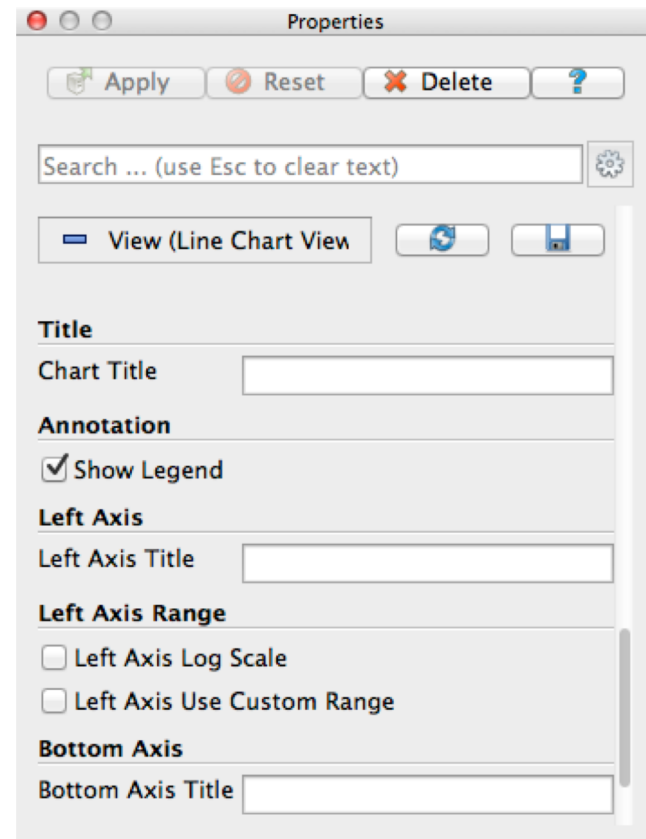 Properties
Apply Reset Delete ?
Search ... (use Esc to clear text)
View (Line Chart View
Title
Chart Title
Annotation
Show Legend
Left Axis
Left Axis Title
Left Axis Range
Left Axis Log Scale
Left Axis Use Custom Range
Bottom Axis
Bottom Axis Title